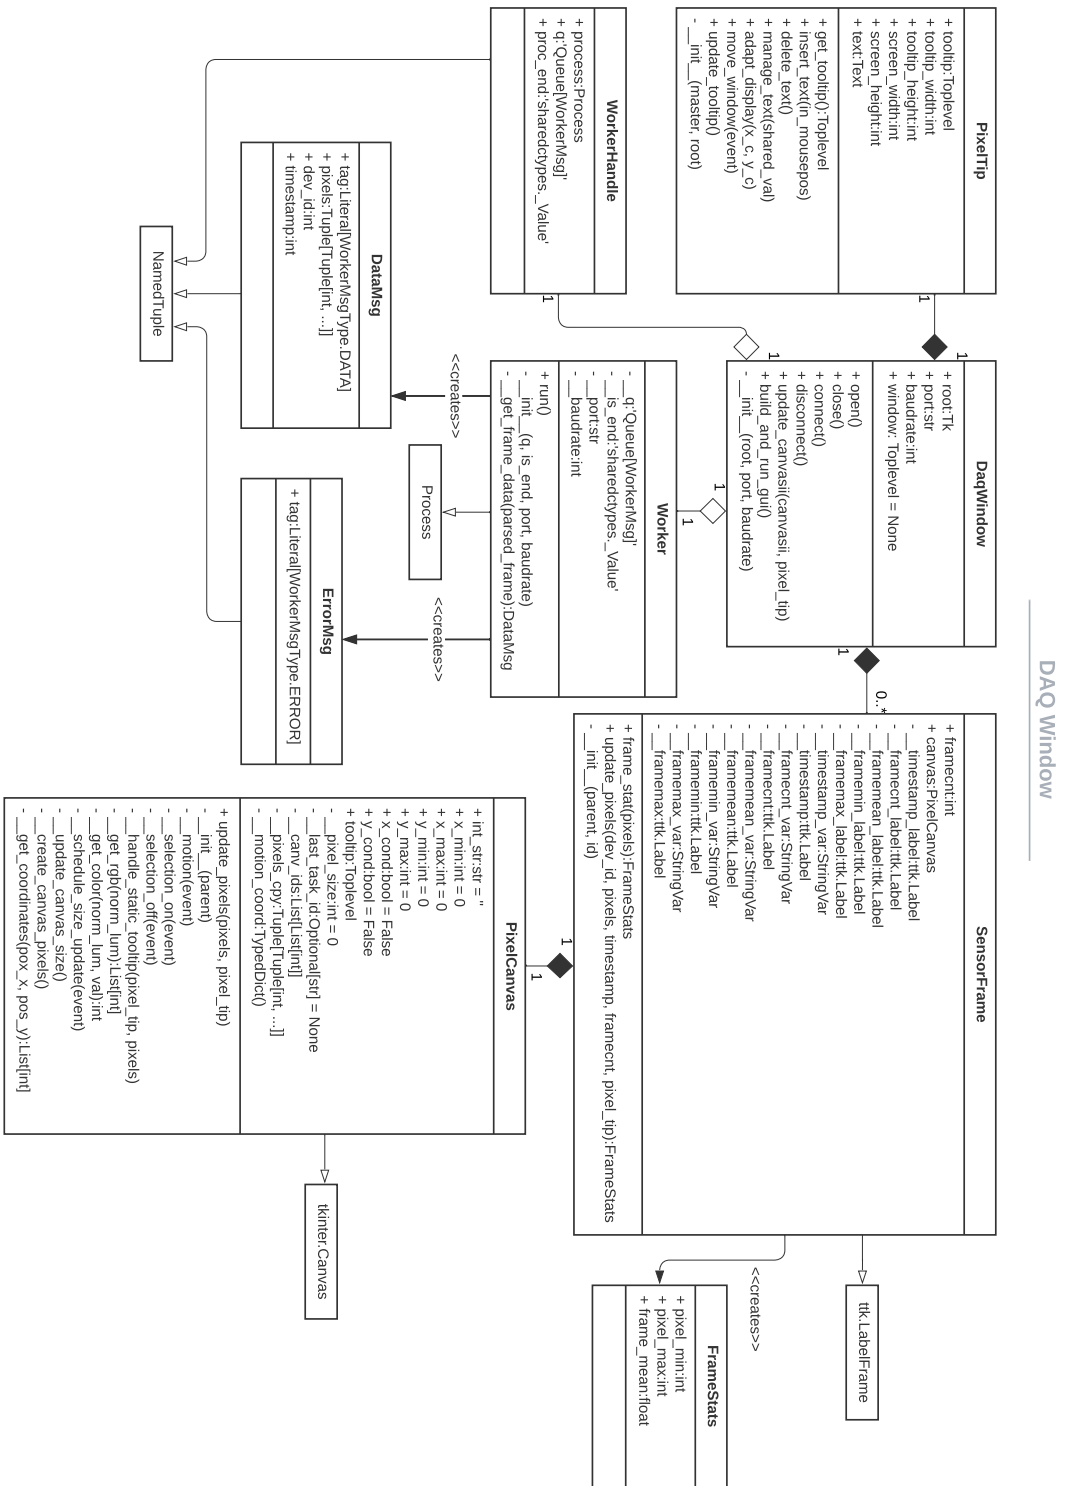 DAQ Window
PixelTip
+ tooltip:Toplevel
+ tooltip_width:int
+ tooltip_height:int
+ screen_width:int
+ screen_height:int
+ text:Text
+ get_tooltip():Toplevel
+ insert_text(in_mousepos)
+ delete_text()
+ manage_text(shared_val)
+ adapt_display(x_c, y_c)
+ move_window(event)
+ update_tooltip()
- __init__(master, root)
1
1
DaqWindow
+ root:Tk
+ port:str
+ baudrate:int
+ window: Toplevel = None
+ open()
+ close()
+ connect()
+ disconnect()
+ update_canvasii(canvasii, pixel_tip)
+ build_and_run_gui()
- __init__(root, port, baudrate)
1
0..*
SensorFrame
+ framecnt:int
+ canvas:PixelCanvas
- __timestamp_label:ttk.Label
- __framecnt_label:ttk.Label
- __framemean_label:ttk.Label
- __framemin_label:ttk.Label
- __framemax_label:ttk.Label
- __timestamp_var:StringVar
- __timestamp:ttk.Label
- __framecnt_var:StringVar
- __framecnt:ttk.Label
- __framemean_var:StringVar
- __framemean:ttk.Label
- __framemin_var:StringVar
- __framemin:ttk.Label
- __framemax_var:StringVar
- __framemax:ttk.Label
+ frame_stat(pixels):FrameStats
+ update_pixels(dev_id, pixels, timestamp, framecnt, pixel_tip):FrameStats
- __init__(parent, id)
ttk.LabelFrame
<<creates>>
FrameStats
+ pixel_min:int
+ pixel_max:int
+ frame_mean:float
WorkerHandle
+ process:Process
+ q:'Queue[WorkerMsg]'
+ proc_end:'sharedctypes._Value'
1
1
1
1
Worker
- __q:'Queue[WorkerMsg]'
- __is_end:'sharedctypes._Value'
- __port:str
- __baudrate:int
+ run()
- __init__(q, is_end, port, baudrate)
- __get_frame_data(parsed_frame):DataMsg
1
1
PixelCanvas
+ int_str:str = ''
+ x_min:int = 0
+ x_max:int = 0
+ y_min:int = 0
+ y_max:int = 0
+ x_cond:bool = False
+ y_cond:bool = False
+ tooltip:Toplevel
- __pixel_size:int = 0
- __last_task_id:Optional[str] = None
- __canv_ids:List[List[int]]
- __pixels_cpy:Tuple[Tuple[int, ...]]
- __motion_coord:TypedDict()
+ update_pixels(pixels, pixel_tip)
- __init__(parent)
- __motion(event)
- __selection_on(event)
- __selection_off(event)
- __handle_static_tooltip(pixel_tip, pixels)
- __get_rgb(norm_lum):List[int]
- __get_color(norm_lum, val):int
- __schedule_size_update(event)
- __update_canvas_size()
- __create_canvas_pixels()
- __get_coordinates(pox_x, pos_y):List[int]
tkinter.Canvas
<<creates>>
Process
<<creates>>
DataMsg
+ tag:Literal[WorkerMsgType.DATA]
+ pixels:Tuple[Tuple[int, ...]]
+ dev_id:int
+ timestamp:int
ErrorMsg
+ tag:Literal[WorkerMsgType.ERROR]
NamedTuple